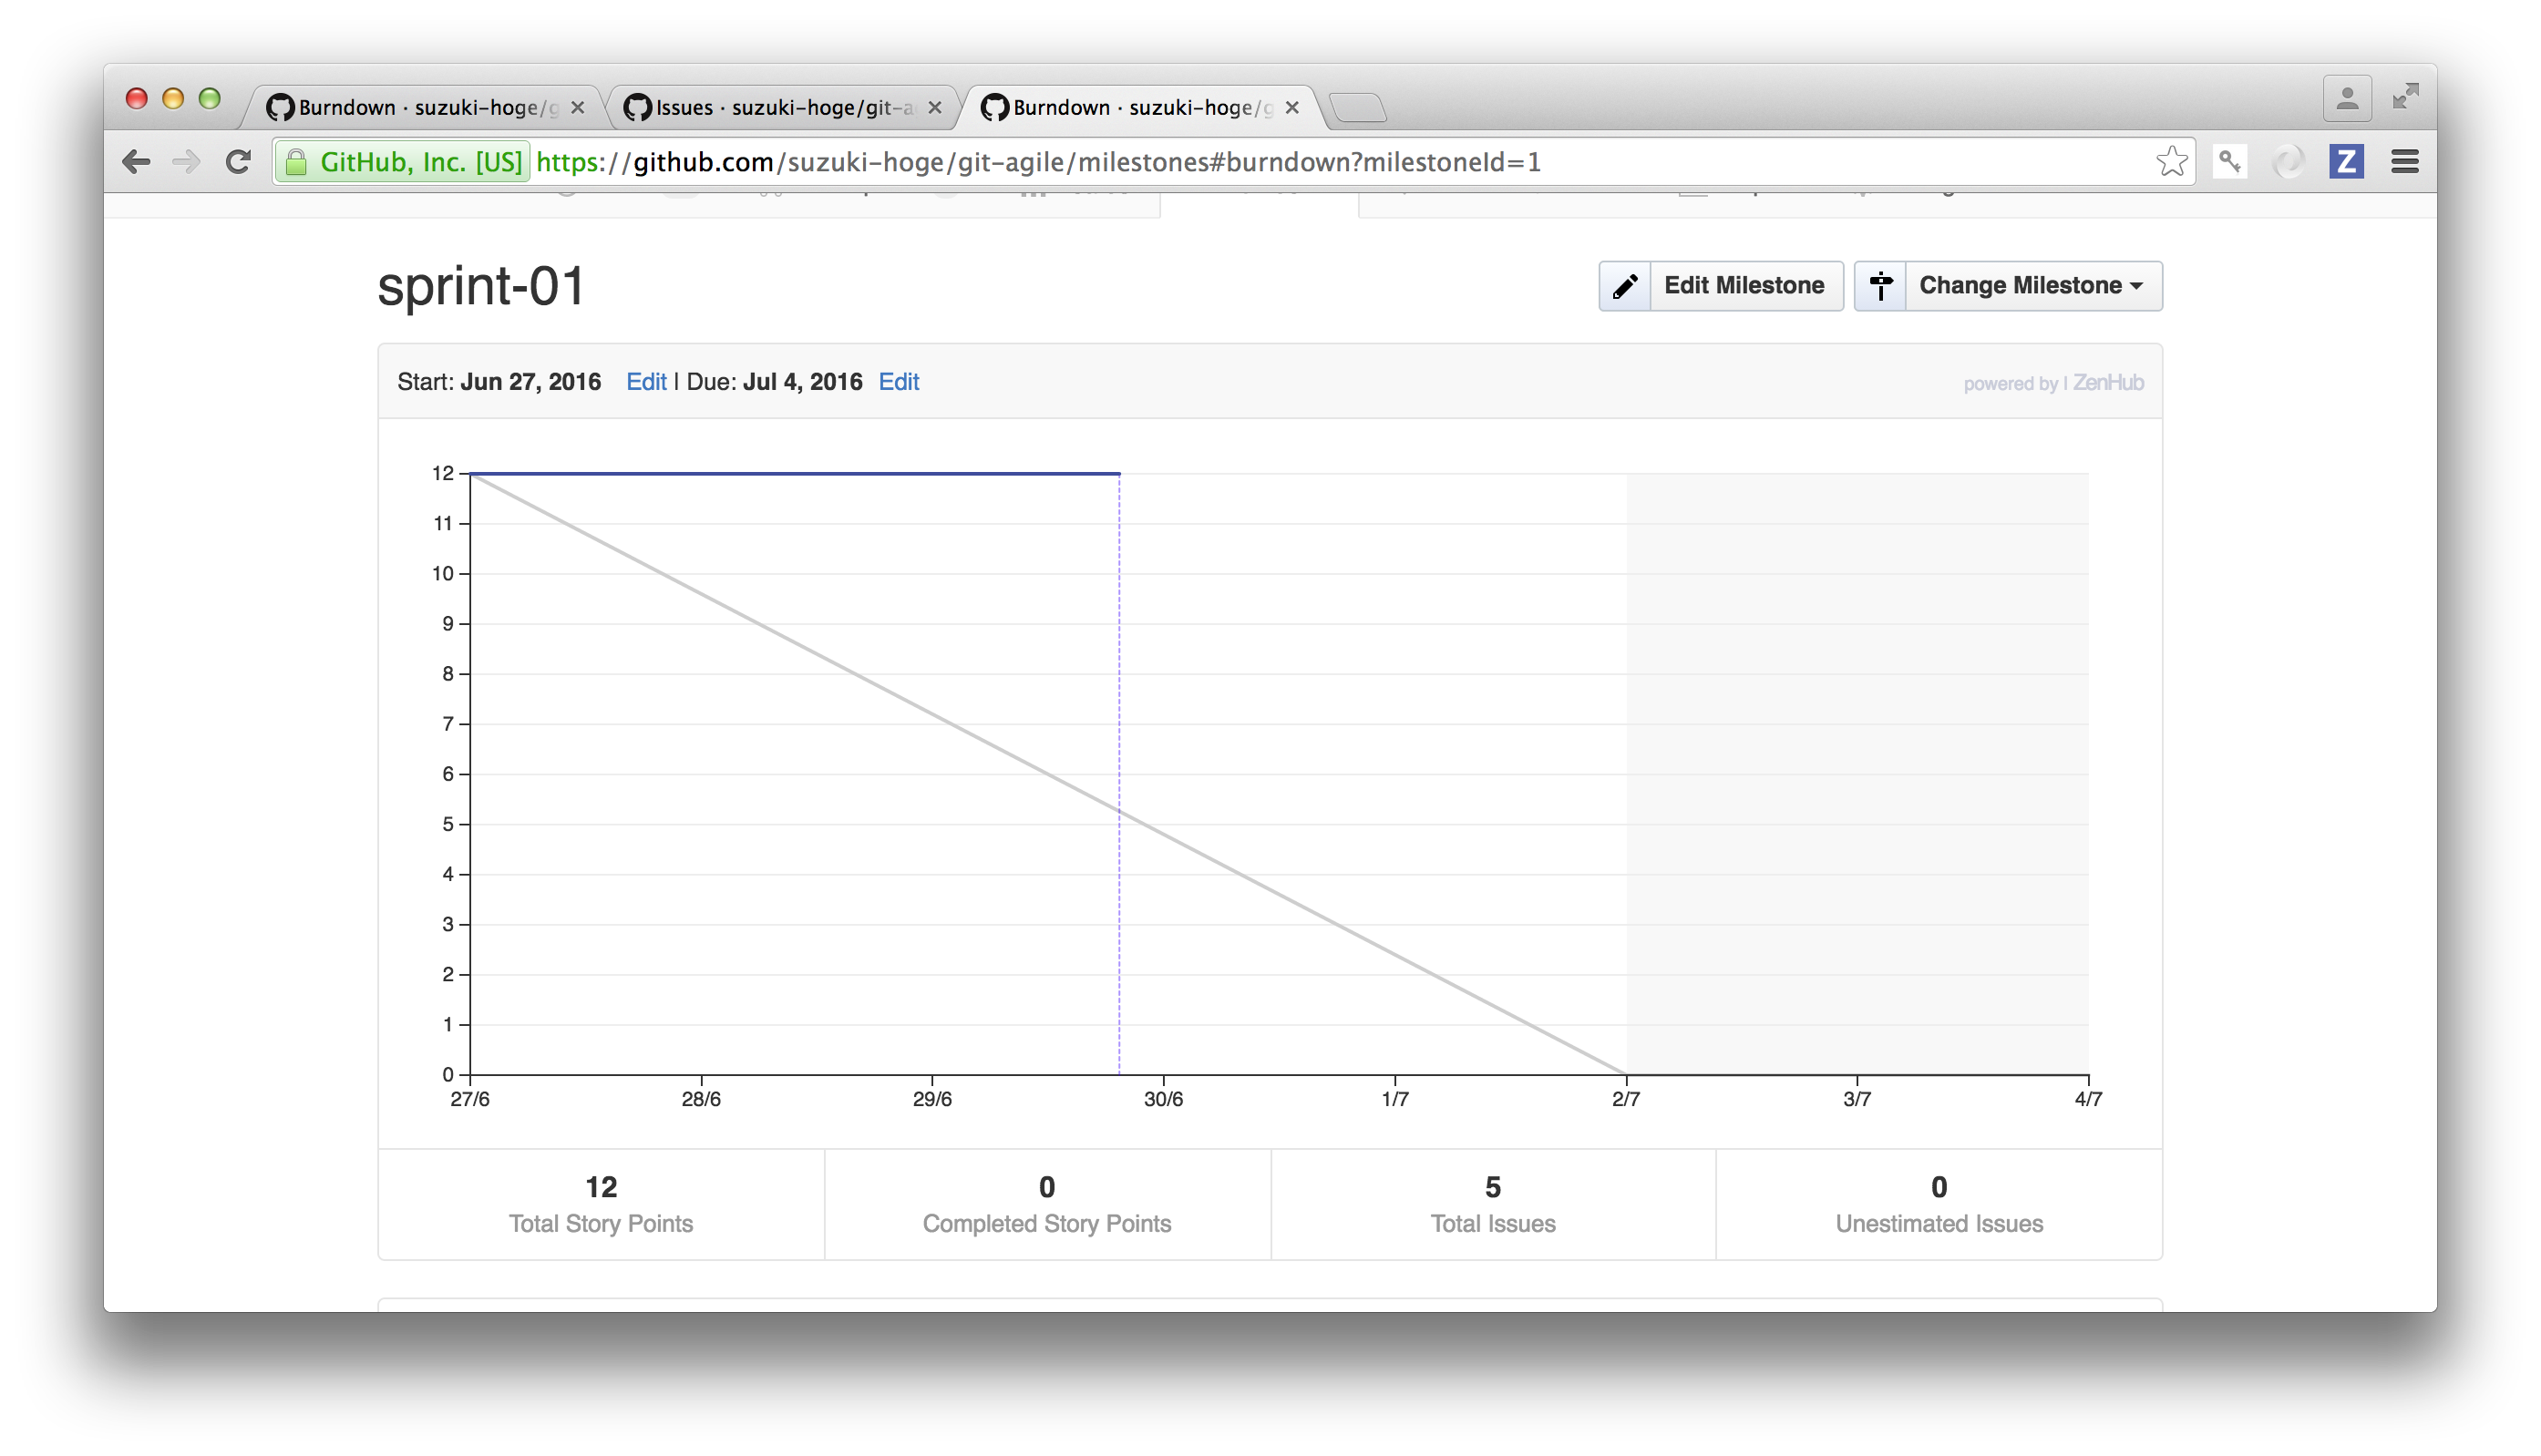 Burndown · suzuki-hoge/g
Issues · suzuki-hoge/git-a
Burndown · suzuki-hoge/g
GitHub, Inc. [US] https://github.com/suzuki-hoge/git-agile/milestones#burndown?milestoneId=1
Z
sprint-01
Edit Milestone
Change Milestone
Start: Jun 27, 2016 Edit | Due: Jul 4, 2016 Edit
powered by | ZenHub
12
11
10
9
8
7
6
5
4
3
2
1
0
27/6 28/6 29/6 30/6 1/7 2/7 3/7 4/7
12 0 5 0
Total Story Points Completed Story Points Total Issues Unestimated Issues